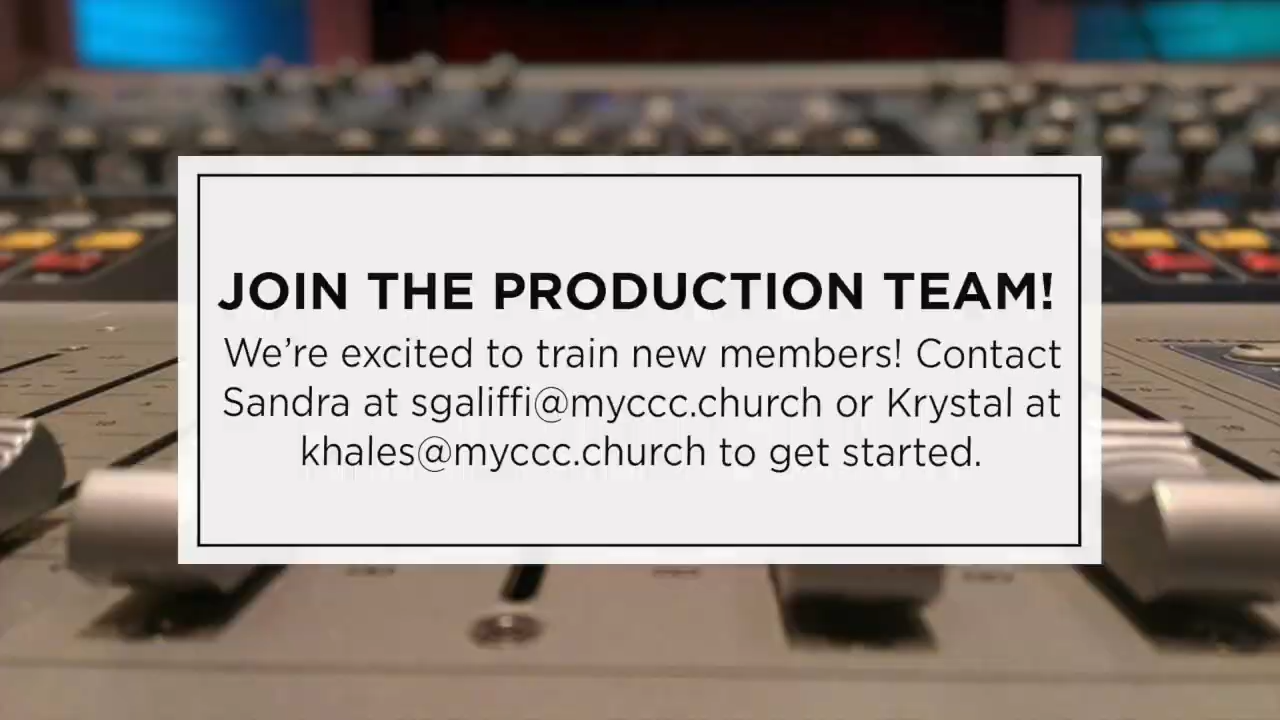 JOIN THE PRODUCTION TEAM!
We're excited to train new members! Contact
Sandra at sgaliffi@myccc.church or Krystal at
khales@myccc.church to get started.